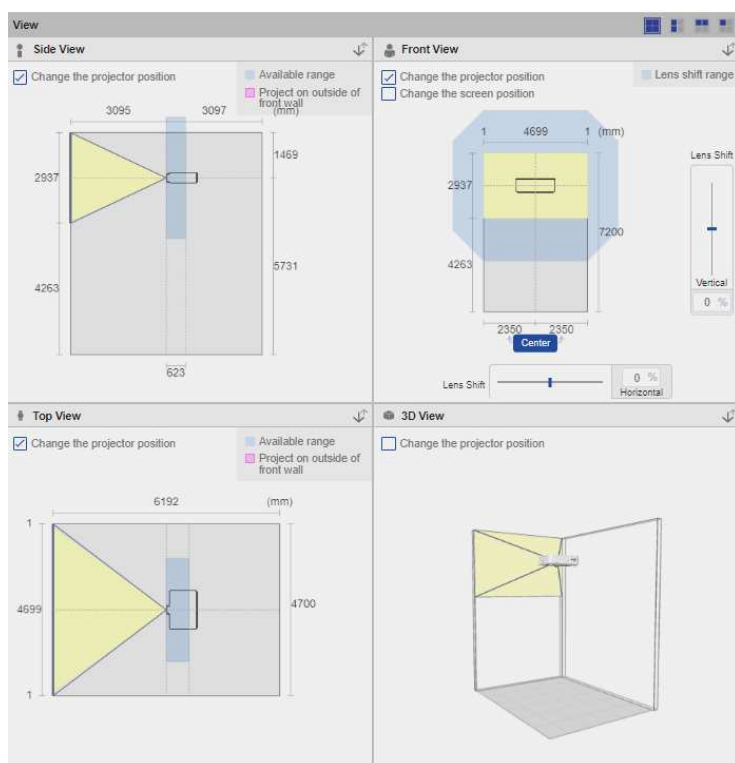 View
Side View
Change the projector position
Available range
Project on outside of
front wall
3095
3097
(mm)
1469
2937
5731
4263
623
Front View
Change the projector position
Change the screen position
Lens shift range
1
4699
1
(mm)
Lens Shift
2937
7200
4263
Vertical
0 %
2350
2350
Center
Lens Shift
0 %
Horizontal
Top View
Change the projector position
Available range
Project on outside of
front wall
6192
(mm)
1
4699
4700
1
3D View
Change the projector position